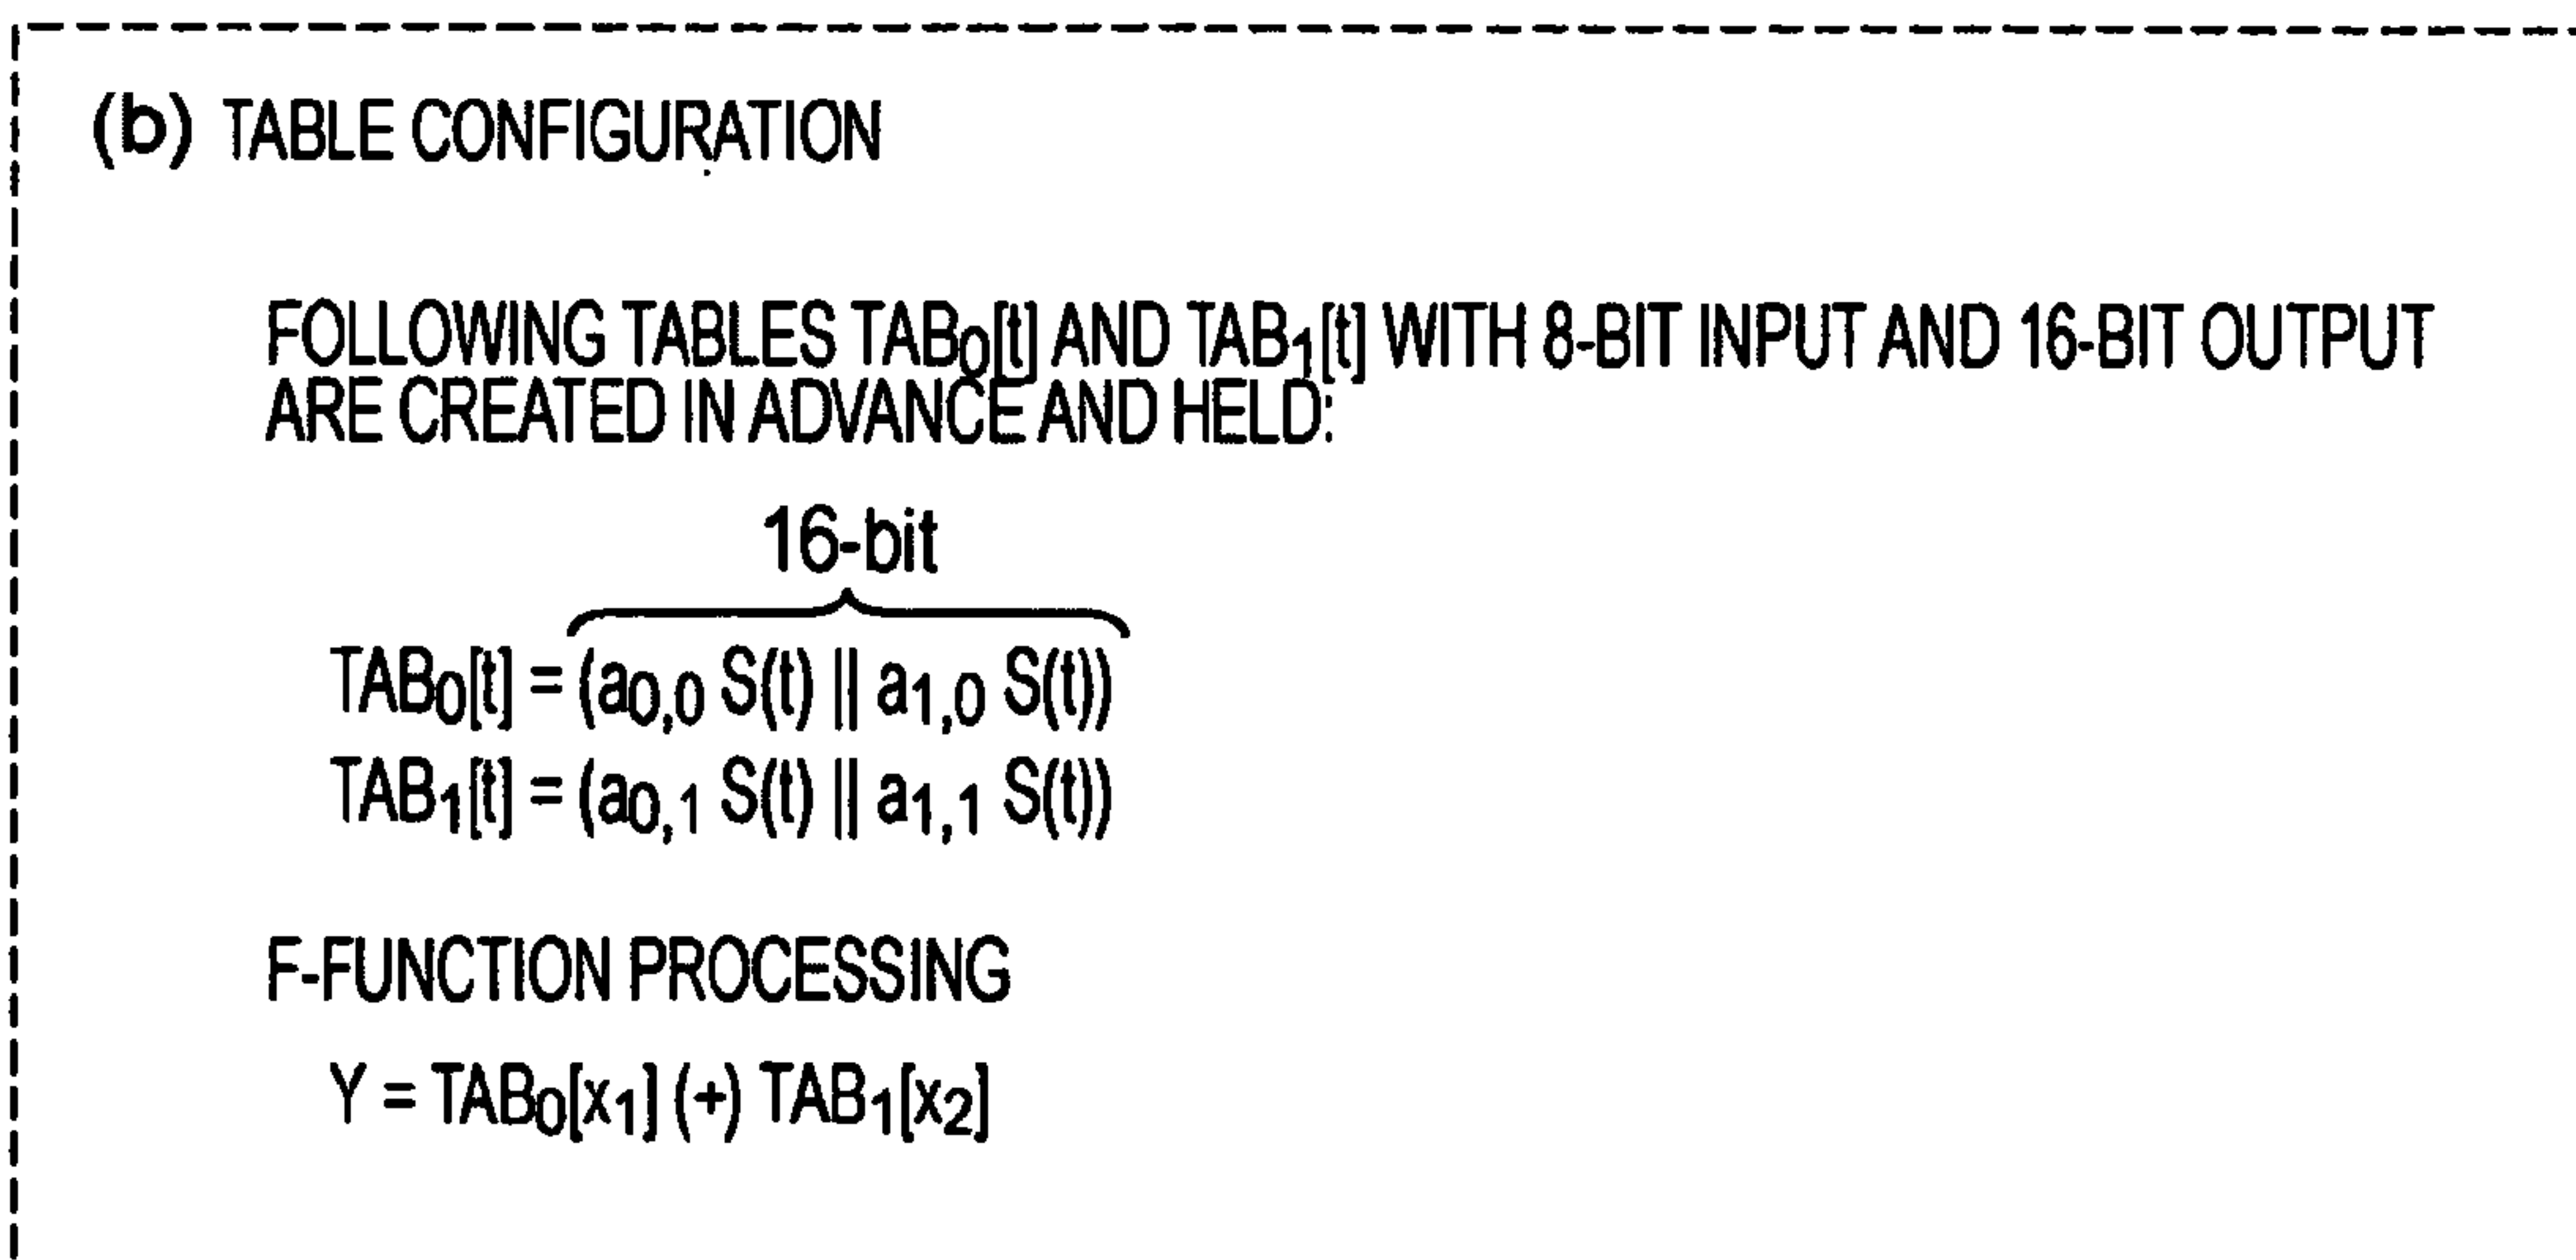 (b) TABLE CONFIGURATION
FOLLOWING TABLES TAB₀[t] AND TAB₁[t] WITH 8-BIT INPUT AND 16-BIT OUTPUT
ARE CREATED IN ADVANCE AND HELD:
16-bit
TAB₀[t] = (a₀,₀ S(t) || a₁,₀ S(t))
TAB₁[t] = (a₀,₁ S(t) || a₁,₁ S(t))
F-FUNCTION PROCESSING
Y = TAB₀[x₁] (+) TAB₁[x₂]